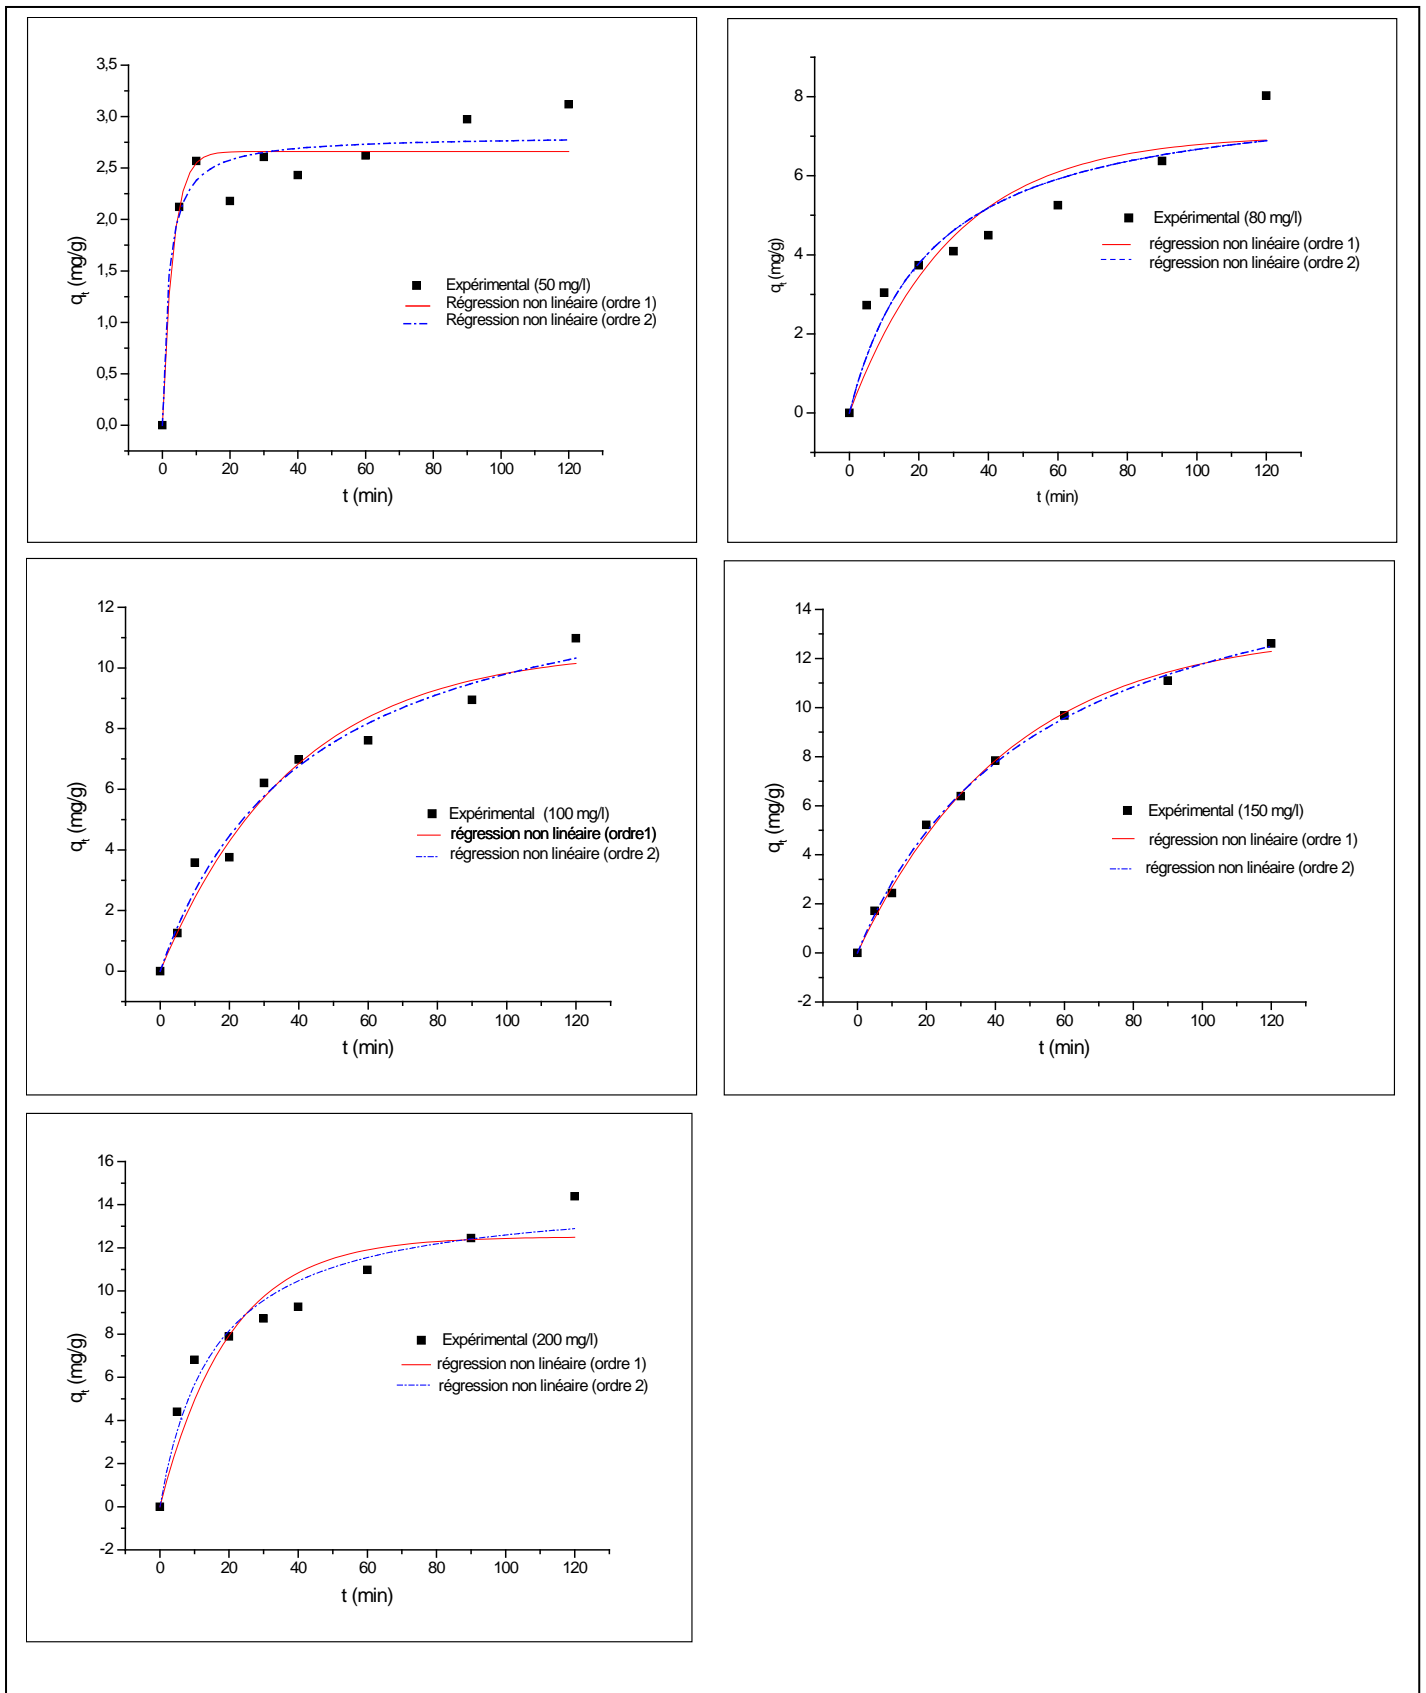 3,5
3,0
2,5
2,0
1,5
1,0
0,5
0,0
qt (mg/g)
Expérimental (50 mg/l)
Régression non linéaire (ordre 1)
Régression non linéaire (ordre 2)
0 20 40 60 80 100 120
t (min)
8
6
4
2
0
qt (mg/g)
Expérimental (80 mg/l)
régression non linéaire (ordre 1)
régression non linéaire (ordre 2)
0 20 40 60 80 100 120
t (min)
12
10
8
6
4
2
0
qt (mg/g)
Expérimental (100 mg/l)
régression non linéaire (ordre1)
régression non linéaire (ordre 2)
0 20 40 60 80 100 120
t (min)
14
12
10
8
6
4
2
0
-2
qt (mg/g)
Expérimental (150 mg/l)
régression non linéaire (ordre 1)
régression non linéaire (ordre 2)
0 20 40 60 80 100 120
t (min)
16
14
12
10
8
6
4
2
0
-2
qt (mg/g)
Expérimental (200 mg/l)
régression non linéaire (ordre 1)
régression non linéaire (ordre 2)
0 20 40 60 80 100 120
t (min)